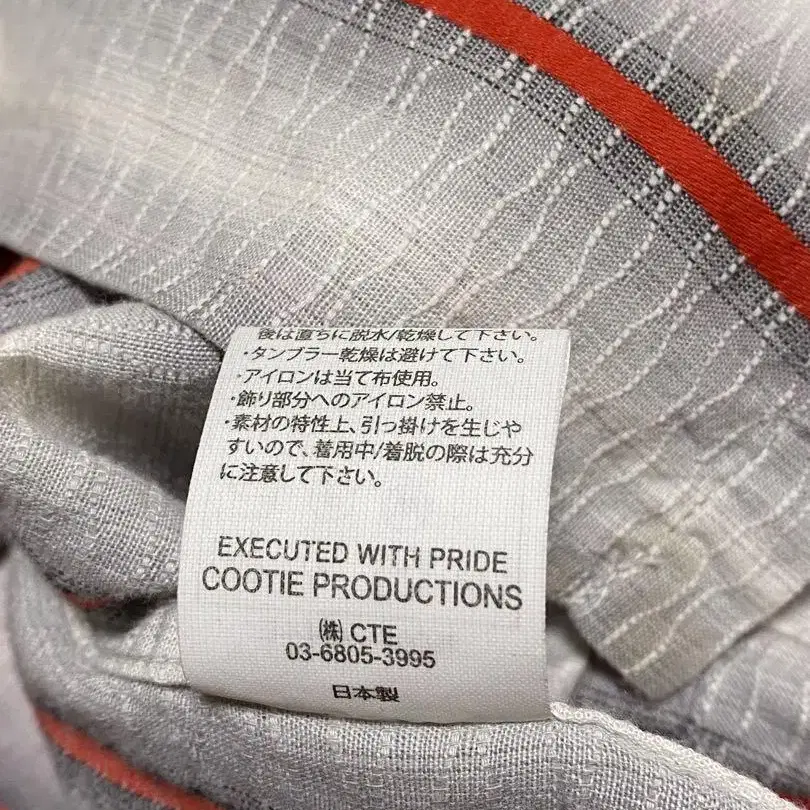 後は直ちに脱水/乾燥して下さい。
・タンブラー乾燥は避けて下さい。
・アイロンは当て布使用。
・飾り部分へのアイロン禁止。
・素材の特性上、引っ掛けを生じや
すいので、着用中/着脱の際は充分
に注意して下さい。
EXECUTED WITH PRIDE
COOTIE PRODUCTIONS
㈱ CTE
03-6805-3995
日本製